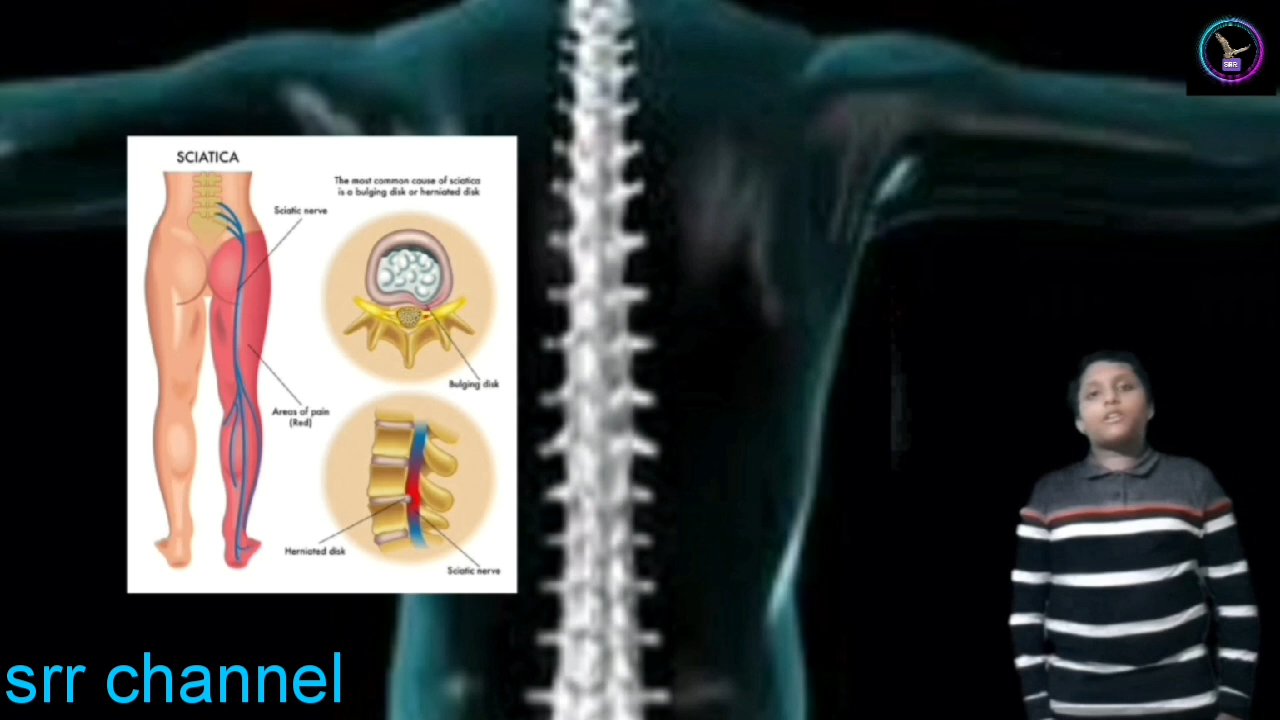 SRR
SCIATICA
The most common cause of sciatica
is a bulging disk or herniated disk
Sciatic nerve
Bulging disk
Areas of pain
(Red)
Herniated disk
Sciatic nerve
srr channel